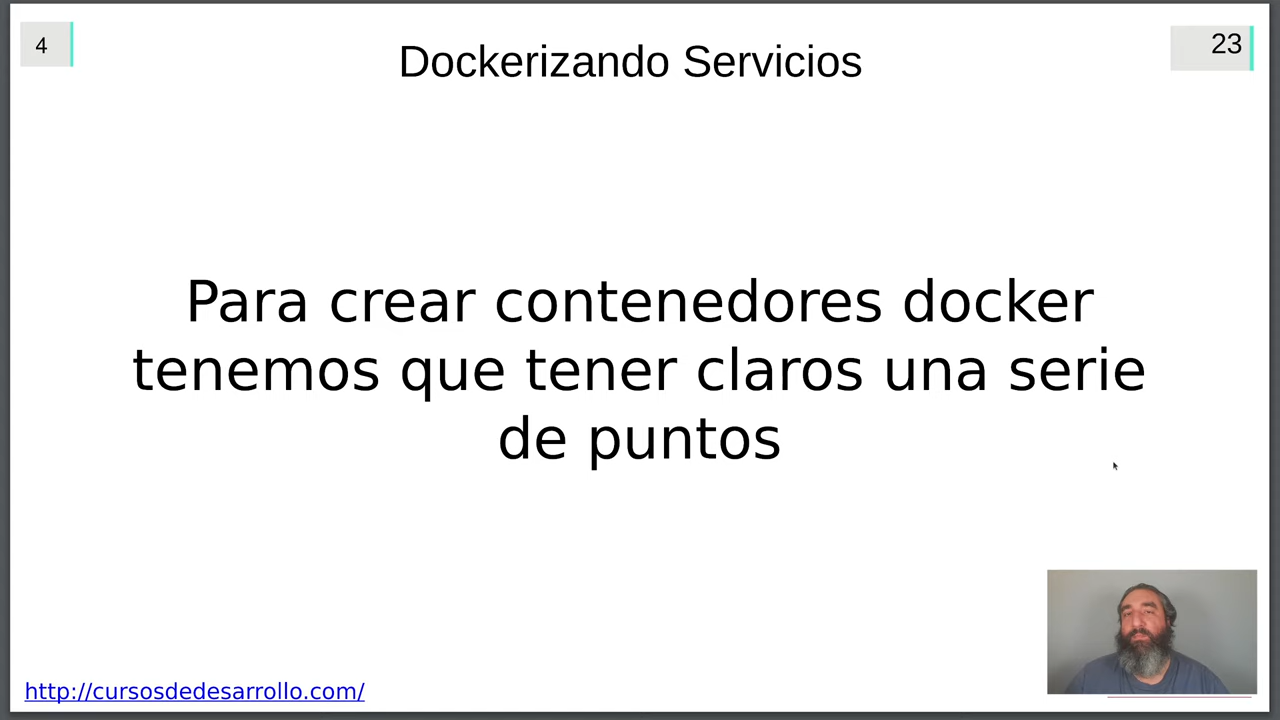 4
Dockerizando Servicios
23
Para crear contenedores docker
tenemos que tener claros una serie
de puntos
http://cursosdedesarrollo.com/